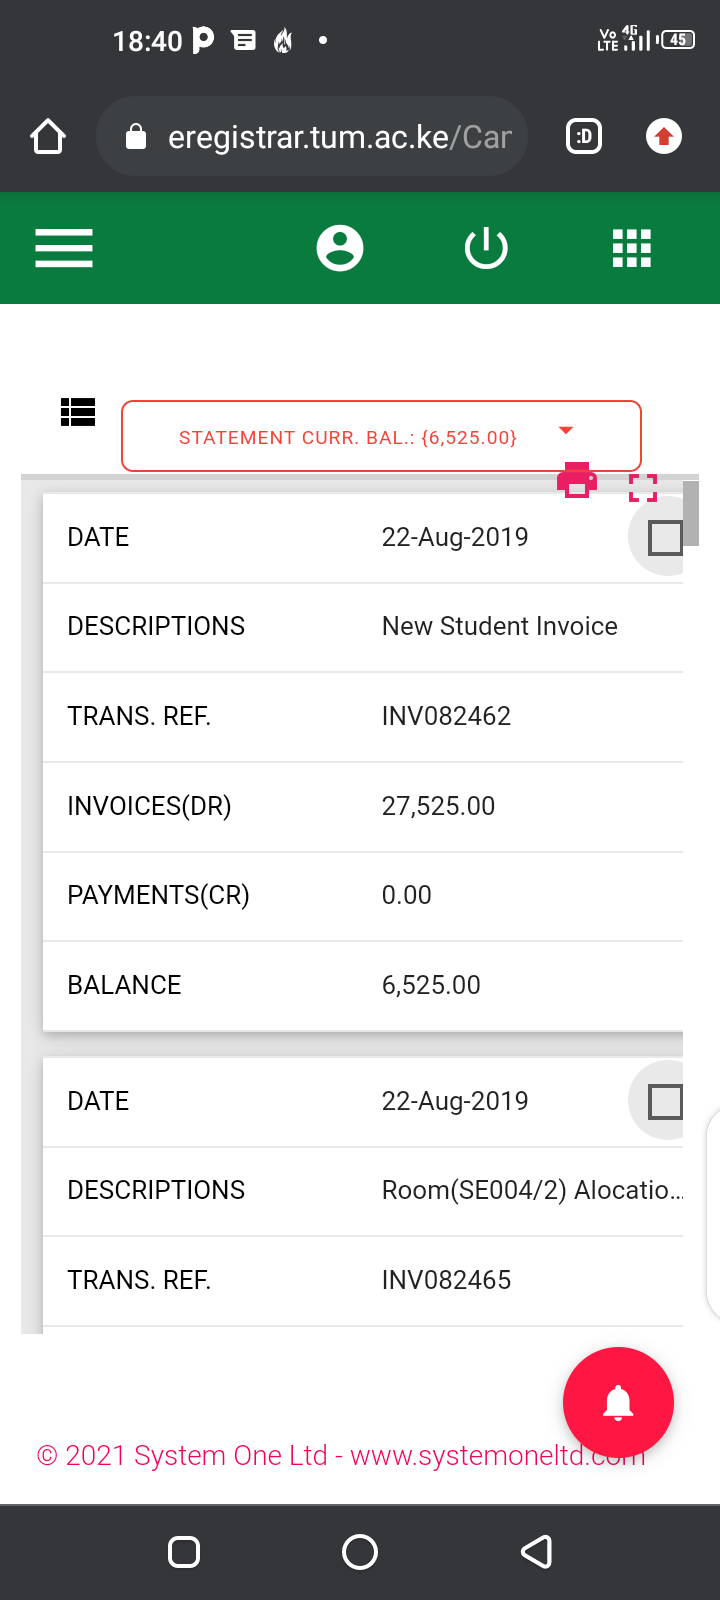 18:40
Vo LTE 4G 45
eregistrar.tum.ac.ke/Car
:D
STATEMENT CURR. BAL.: {6,525.00}
DATE 22-Aug-2019
DESCRIPTIONS New Student Invoice
TRANS. REF. INV082462
INVOICES(DR) 27,525.00
PAYMENTS(CR) 0.00
BALANCE 6,525.00
DATE 22-Aug-2019
DESCRIPTIONS Room(SE004/2) Alocatio...
TRANS. REF. INV082465
© 2021 System One Ltd - www.systemoneltd.com